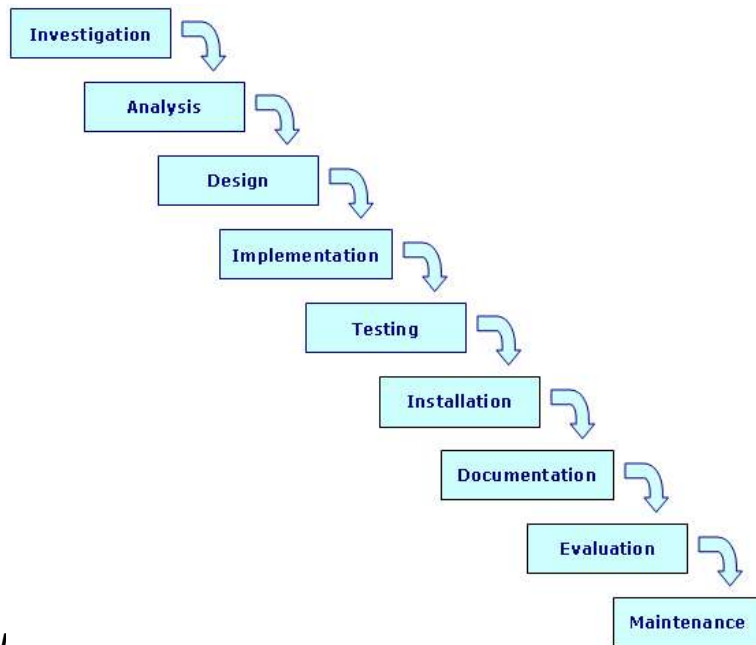 Investigation
Analysis
Design
Implementation
Testing
Installation
Documentation
Evaluation
Maintenance